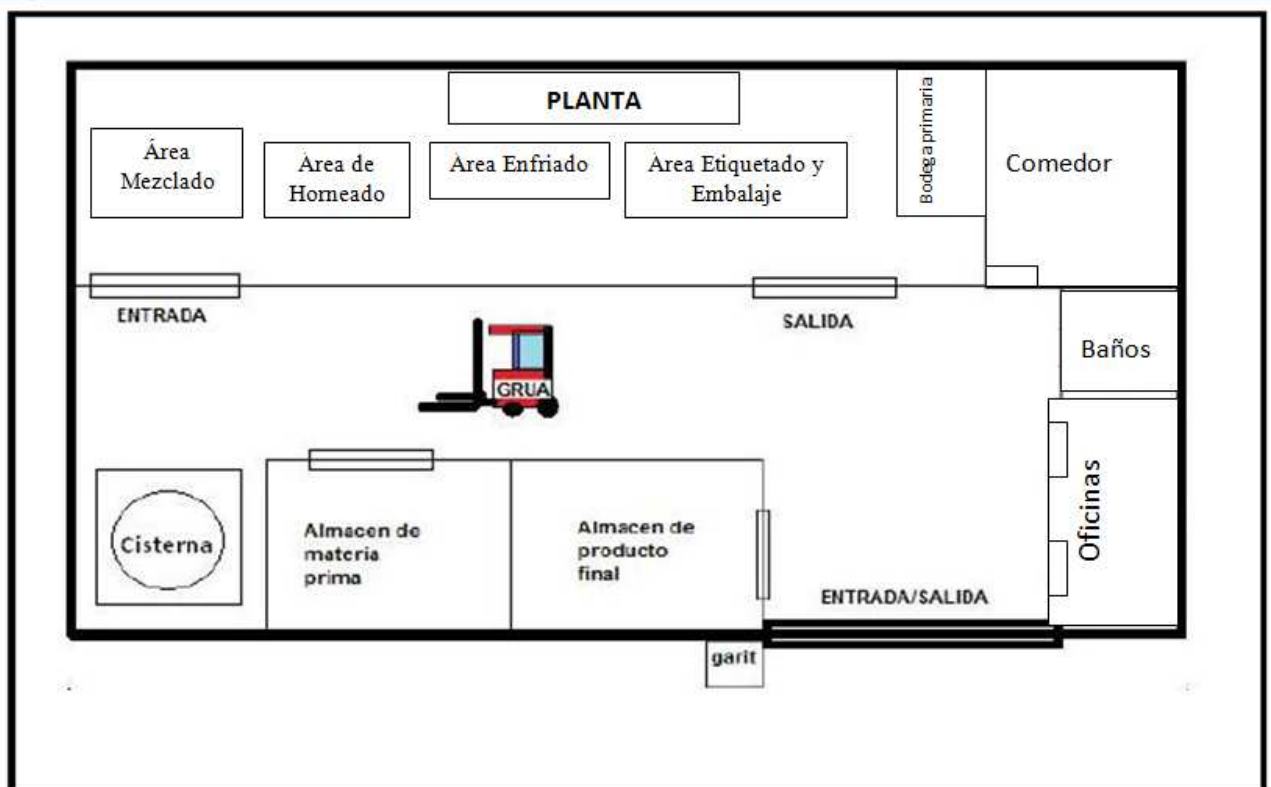 PLANTA
Área
Mezclado
Área de
Horneado
Área Enfriado
Área Etiquetado y
Embalaje
Bodega primaria
Comedor
ENTRADA
SALIDA
GRUA
Baños
Cisterna
Almacen de
materia
prima
Almacen de
producto
final
Oficinas
ENTRADA/SALIDA
garit